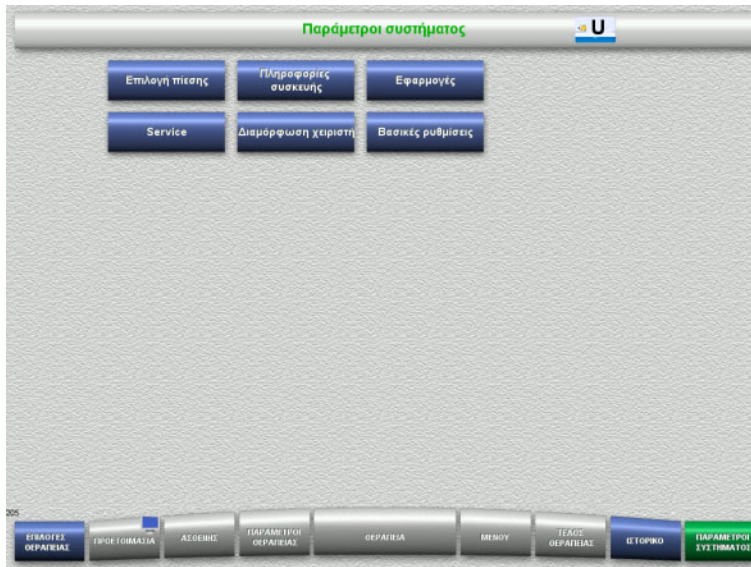 Παράμετροι συστήματος
U
Επιλογή πίεσης
Πληροφορίες
συσκευής
Εφαρμογές
Service
Διαμόρφωση χειριστή
Βασικές ρυθμίσεις
205
ΕΠΙΛΟΓΕΣ
ΘΕΡΑΠΕΙΑΣ
ΠΡΟΕΤΟΙΜΑΣΙΑ
ΑΣΘΕΝΗΣ
ΠΑΡΑΜΕΤΡΟΙ
ΘΕΡΑΠΕΙΑΣ
ΘΕΡΑΠΕΙΑ
ΜΕΝΟΥ
ΤΕΛΟΣ
ΘΕΡΑΠΕΙΑΣ
ΙΣΤΟΡΙΚΟ
ΠΑΡΑΜΕΤΡΟΙ
ΣΥΣΤΗΜΑΤΟΣ